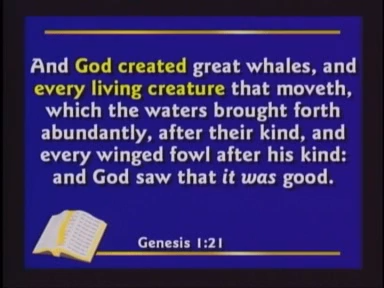 And God created great whales, and
every living creature that moveth,
which the waters brought forth
abundantly, after their kind, and
every winged fowl after his kind:
and God saw that it was good.
Genesis 1:21